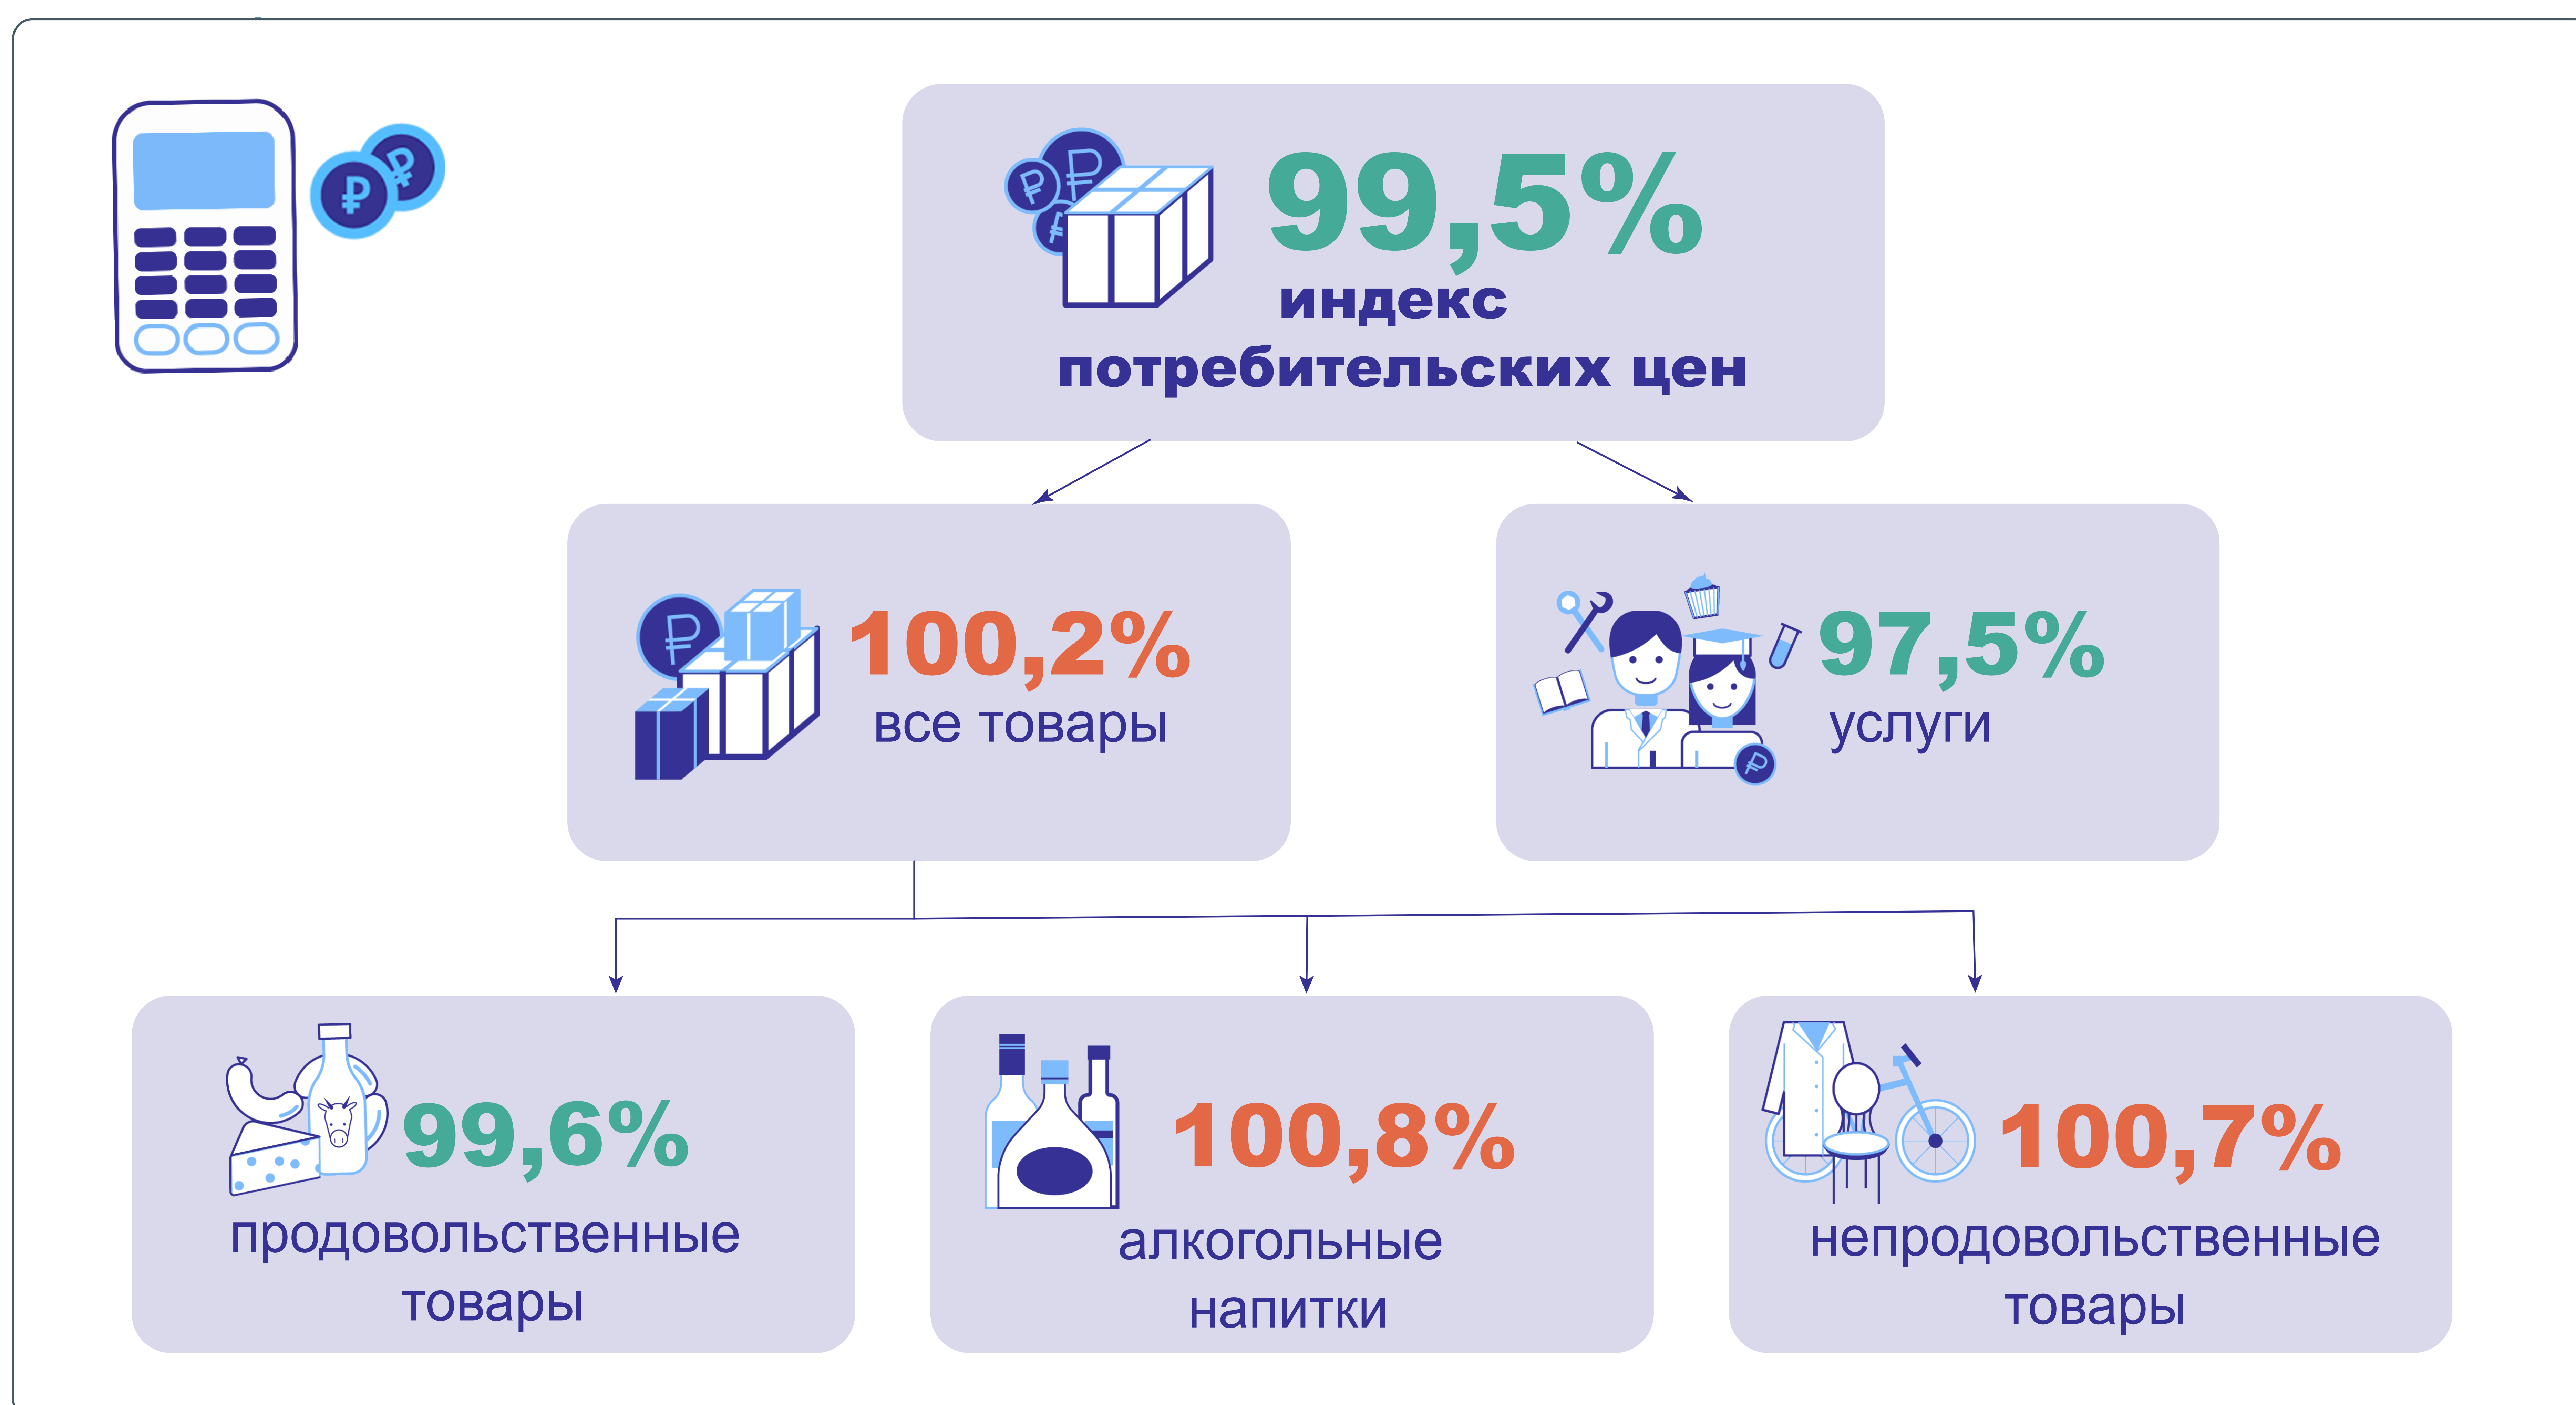 99,5%
индекс
потребительских цен
100,2%
все товары
97,5%
услуги
99,6%
продовольственные
товары
100,8%
алкогольные
напитки
100,7%
непродовольственные
товары